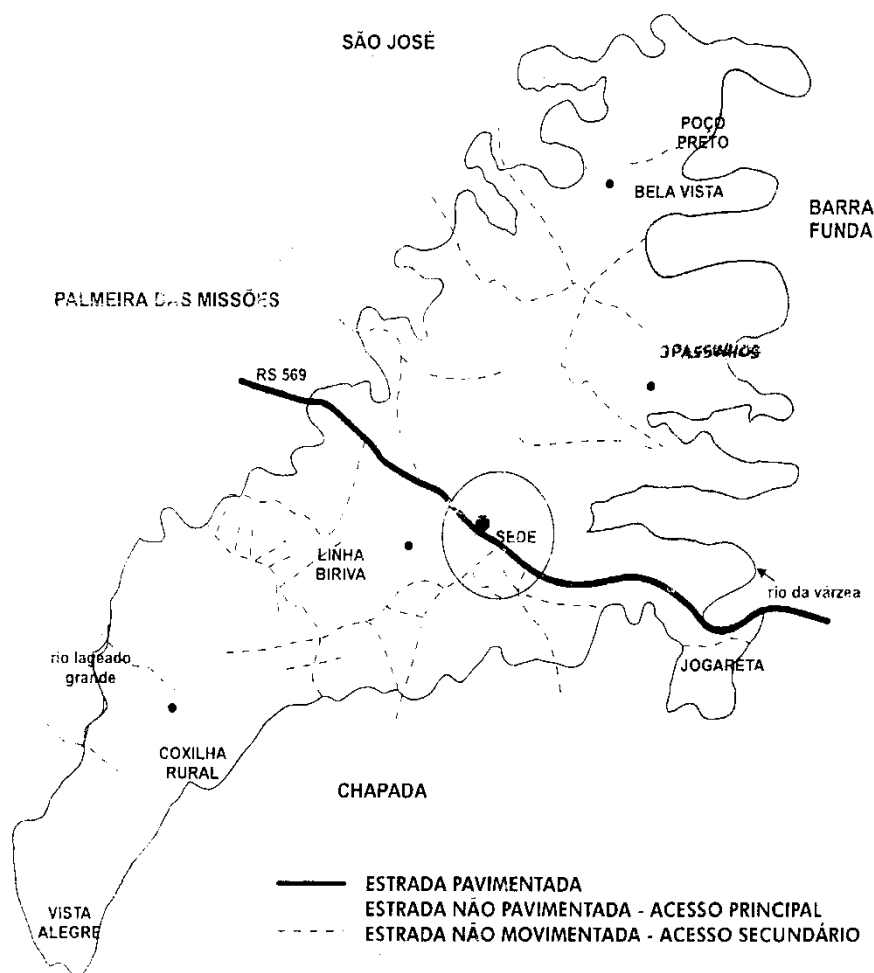 SÃO JOSÉ
POÇO
PRETO
BELA VISTA
BARRA
FUNDA
PALMEIRA DAS MISSÕES
RS 569
SEDE
LINHA
BIRIVA
rio da várzea
rio lageado
grande
JOGARETA
COXILHA
RURAL
CHAPADA
VISTA
ALEGRE
ESTRADA PAVIMENTADA
ESTRADA NÃO PAVIMENTADA - ACESSO PRINCIPAL
ESTRADA NÃO MOVIMENTADA - ACESSO SECUNDÁRIO